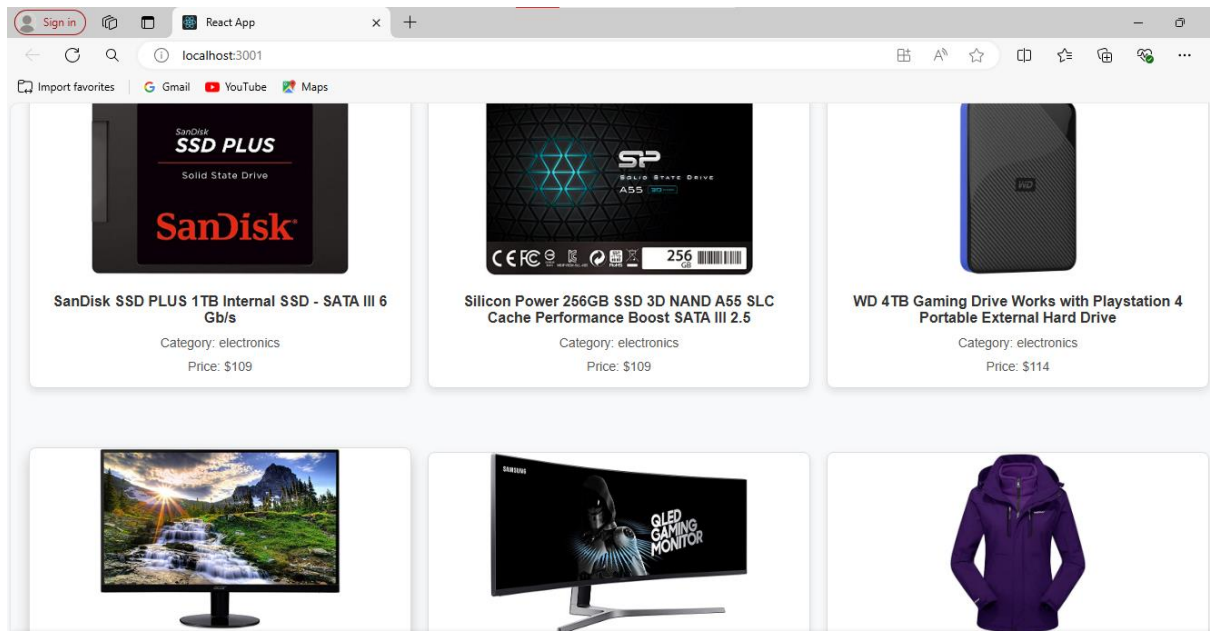 Sign in
React App
localhost:3001
Import favorites
Gmail
YouTube
Maps
SanDisk
SSD PLUS
Solid State Drive
SanDisk
SP
SOLID STATE DRIVE
A55
256
GB
WD
SanDisk SSD PLUS 1TB Internal SSD - SATA III 6
Gb/s
Category: electronics
Price: $109
Silicon Power 256GB SSD 3D NAND A55 SLC
Cache Performance Boost SATA III 2.5
Category: electronics
Price: $109
WD 4TB Gaming Drive Works with Playstation 4
Portable External Hard Drive
Category: electronics
Price: $114
SAMSUNG
QLED
GAMING
MONITOR